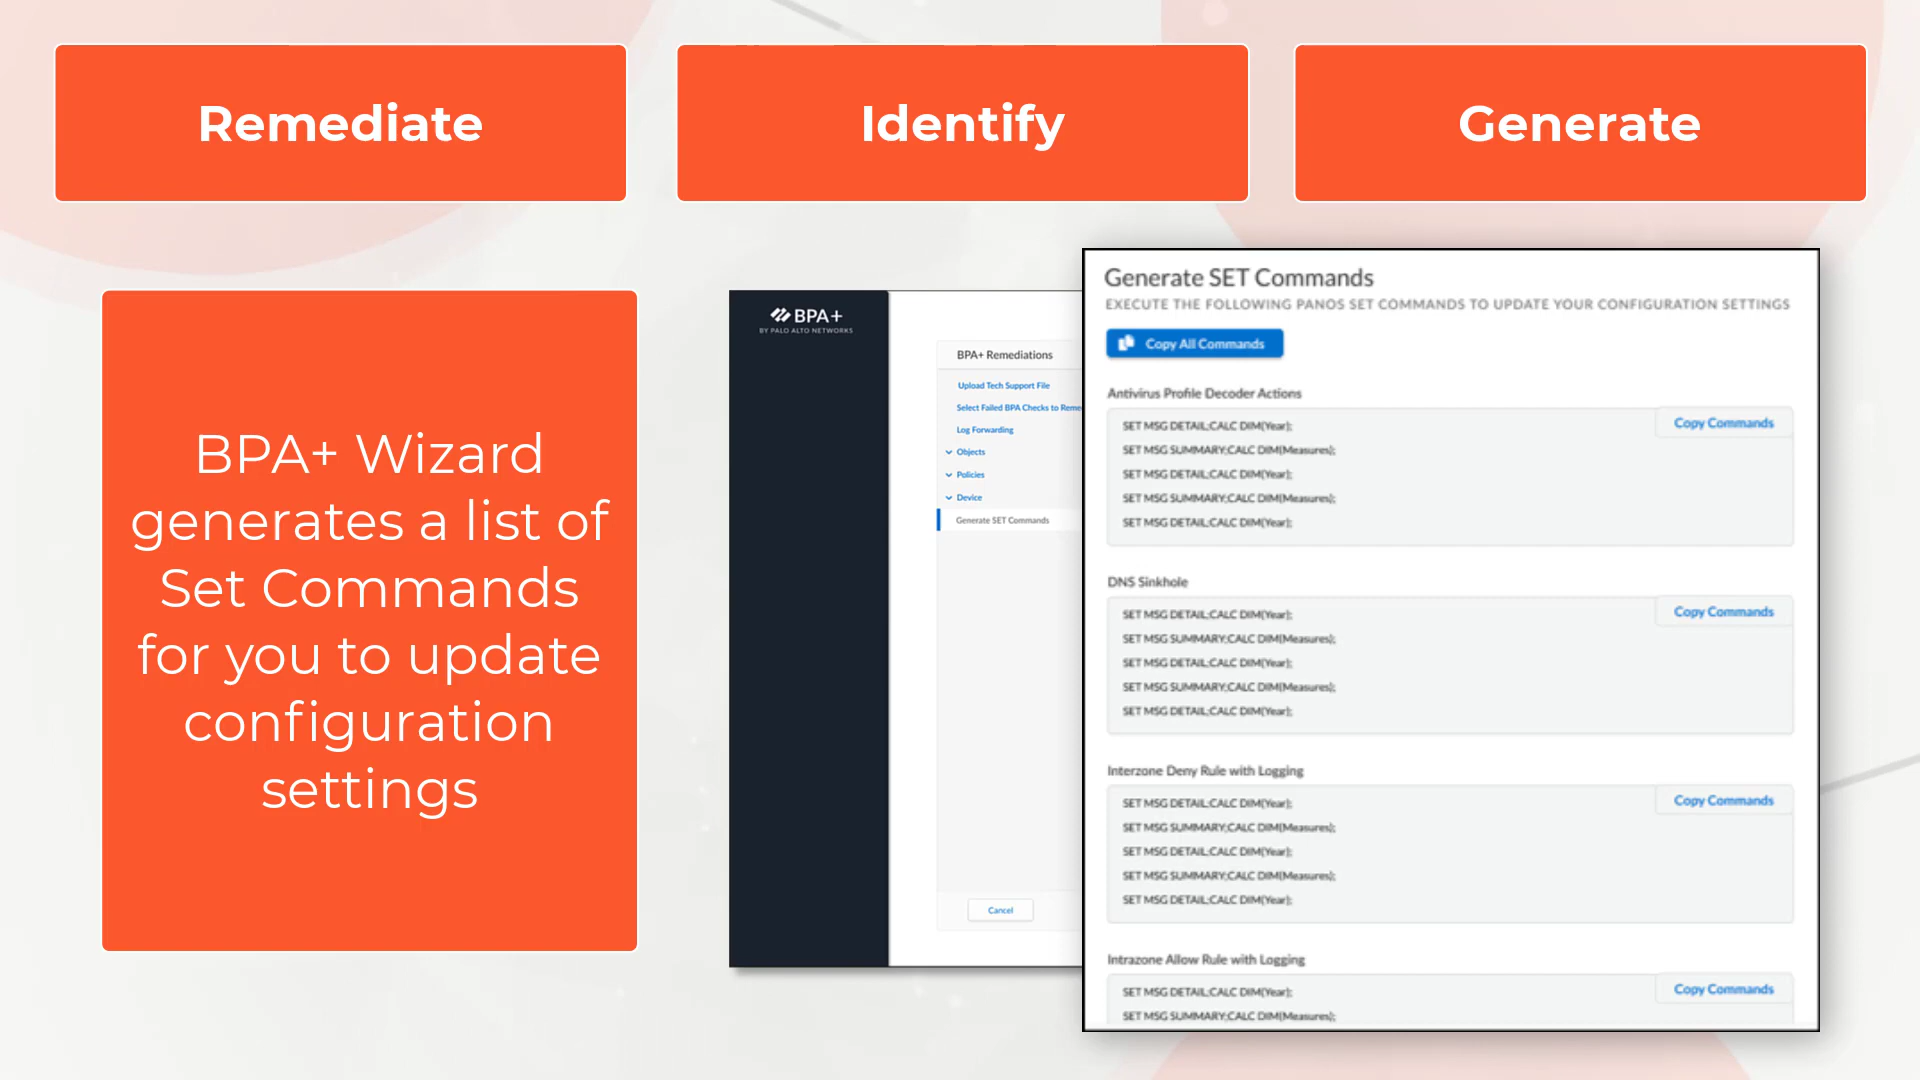 Remediate
Identify
Generate
BPA+ Wizard
generates a list of
Set Commands
for you to update
configuration
settings
BPA+
BY PALO ALTO NETWORKS
BPA+ Remediations
Upload Tech Support File
Select Failed BPA Checks to Reme
Log Forwarding
Objects
Policies
Device
Generate SET Commands
Cancel
Generate SET Commands
EXECUTE THE FOLLOWING PANOS SET COMMANDS TO UPDATE YOUR CONFIGURATION SETTINGS
Copy All Commands
Antivirus Profile Decoder Actions
Copy Commands
SET MSG DETAIL;CALC DIM(Year);
SET MSG SUMMARY;CALC DIM(Measures);
SET MSG DETAIL;CALC DIM(Year);
SET MSG SUMMARY;CALC DIM(Measures);
SET MSG DETAIL;CALC DIM(Year);
DNS Sinkhole
Copy Commands
SET MSG DETAIL;CALC DIM(Year);
SET MSG SUMMARY;CALC DIM(Measures);
SET MSG DETAIL;CALC DIM(Year);
SET MSG SUMMARY;CALC DIM(Measures);
SET MSG DETAIL;CALC DIM(Year);
Interzone Deny Rule with Logging
Copy Commands
SET MSG DETAIL;CALC DIM(Year);
SET MSG SUMMARY;CALC DIM(Measures);
SET MSG DETAIL;CALC DIM(Year);
SET MSG SUMMARY;CALC DIM(Measures);
SET MSG DETAIL;CALC DIM(Year);
Intrazone Allow Rule with Logging
Copy Commands
SET MSG DETAIL;CALC DIM(Year);
SET MSG SUMMARY;CALC DIM(Measures);